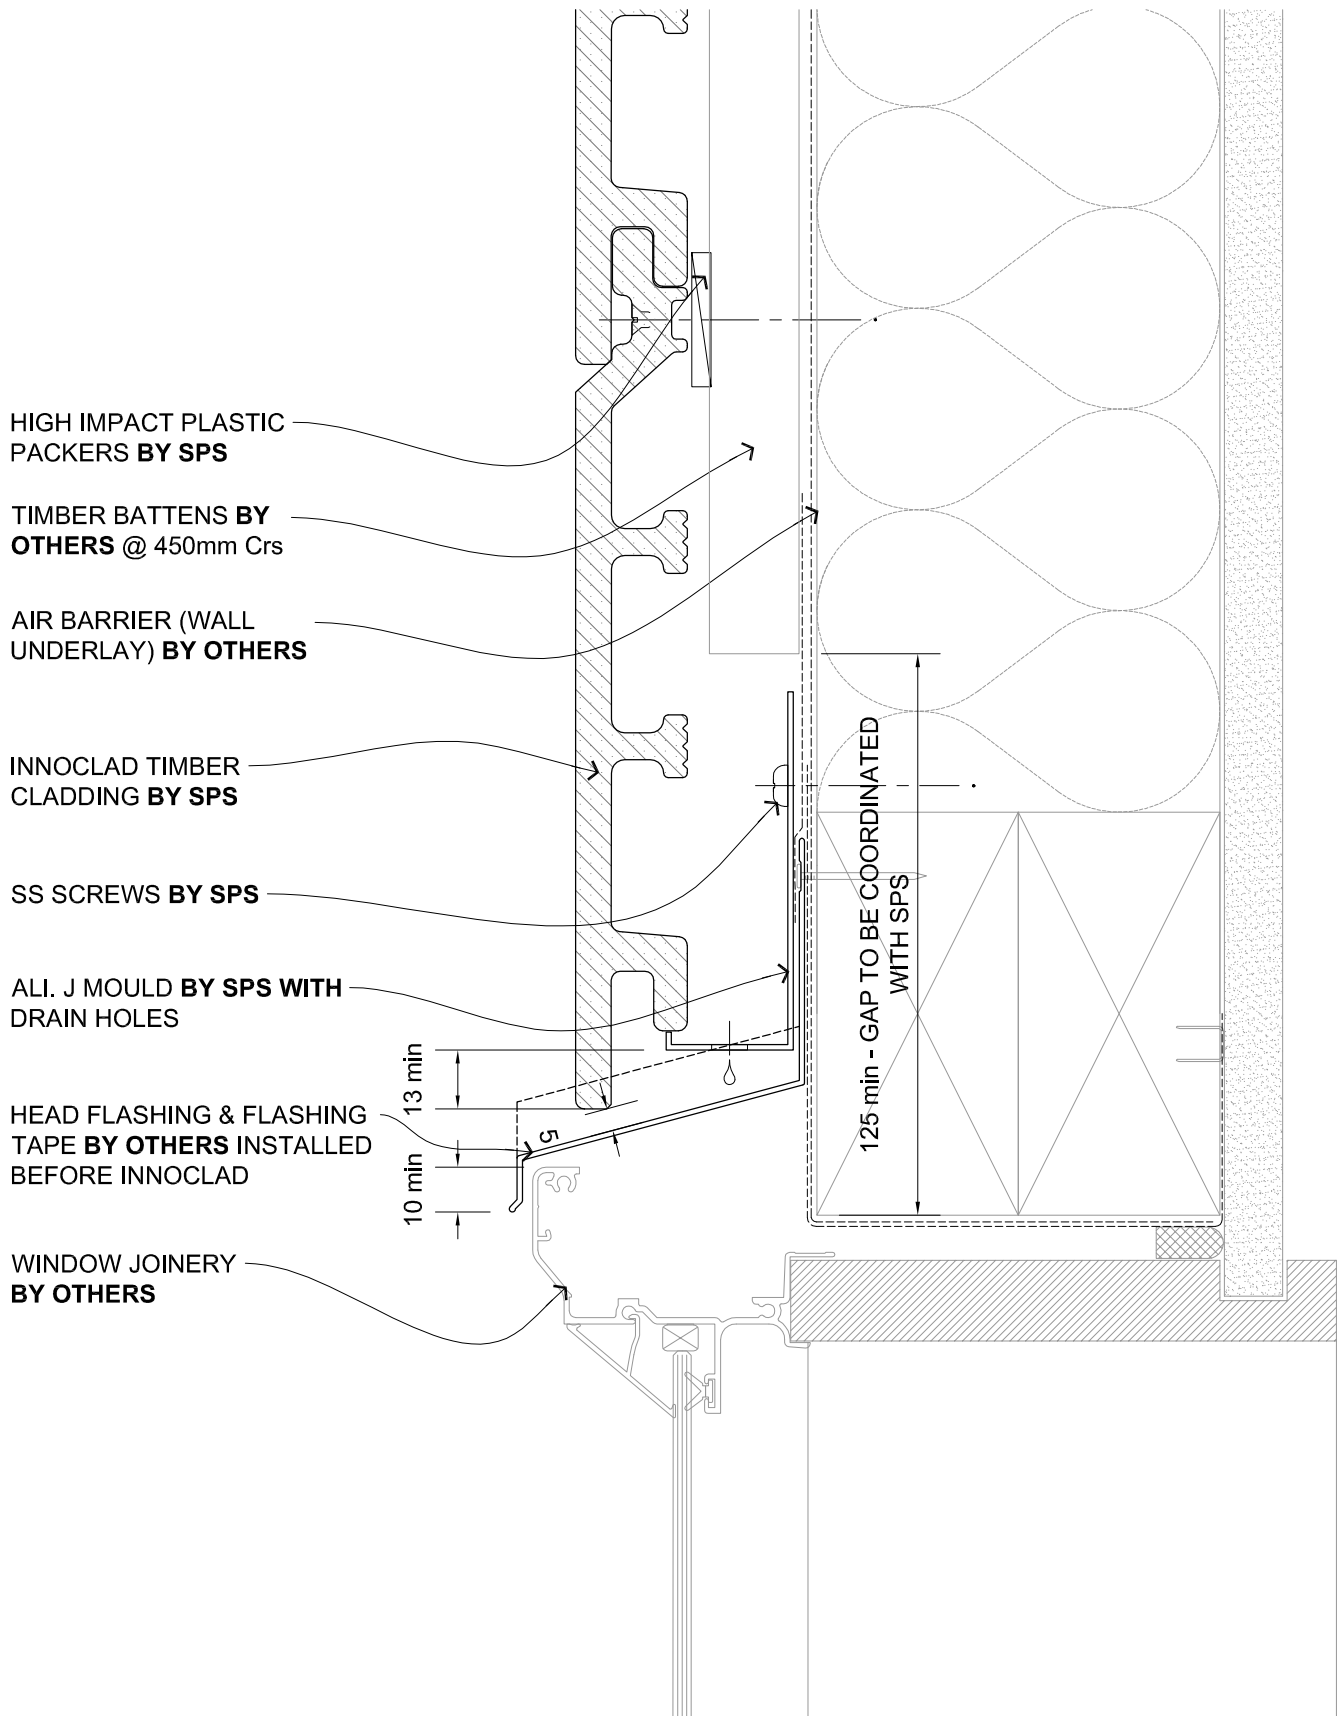 HIGH IMPACT PLASTIC
PACKERS BY SPS
TIMBER BATTENS BY
OTHERS @ 450mm Crs
AIR BARRIER (WALL
UNDERLAY) BY OTHERS
INNOCLAD TIMBER
CLADDING BY SPS
SS SCREWS BY SPS
ALI. J MOULD BY SPS WITH
DRAIN HOLES
HEAD FLASHING & FLASHING
TAPE BY OTHERS INSTALLED
BEFORE INNOCLAD
WINDOW JOINERY
BY OTHERS
13 min
10 min
5
125 min - GAP TO BE COORDINATED
WITH SPS